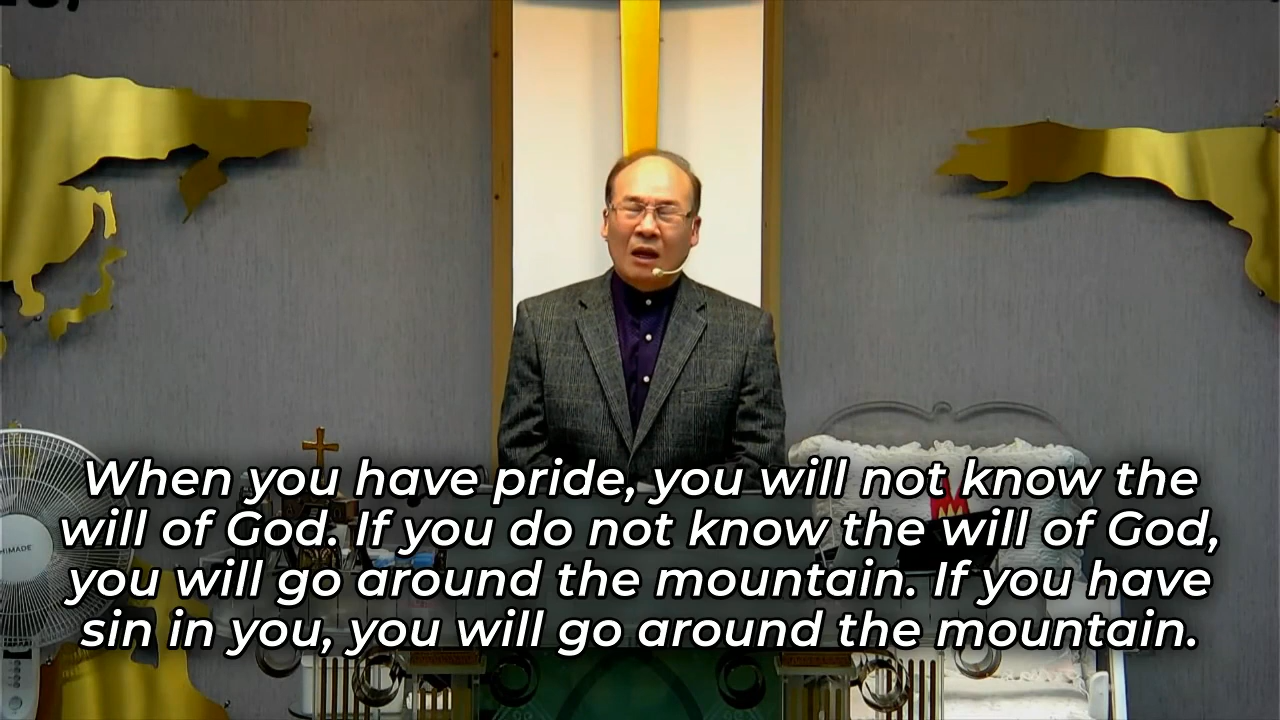 When you have pride, you will not know the
will of God. If you do not know the will of God,
you will go around the mountain. If you have
sin in you, you will go around the mountain.